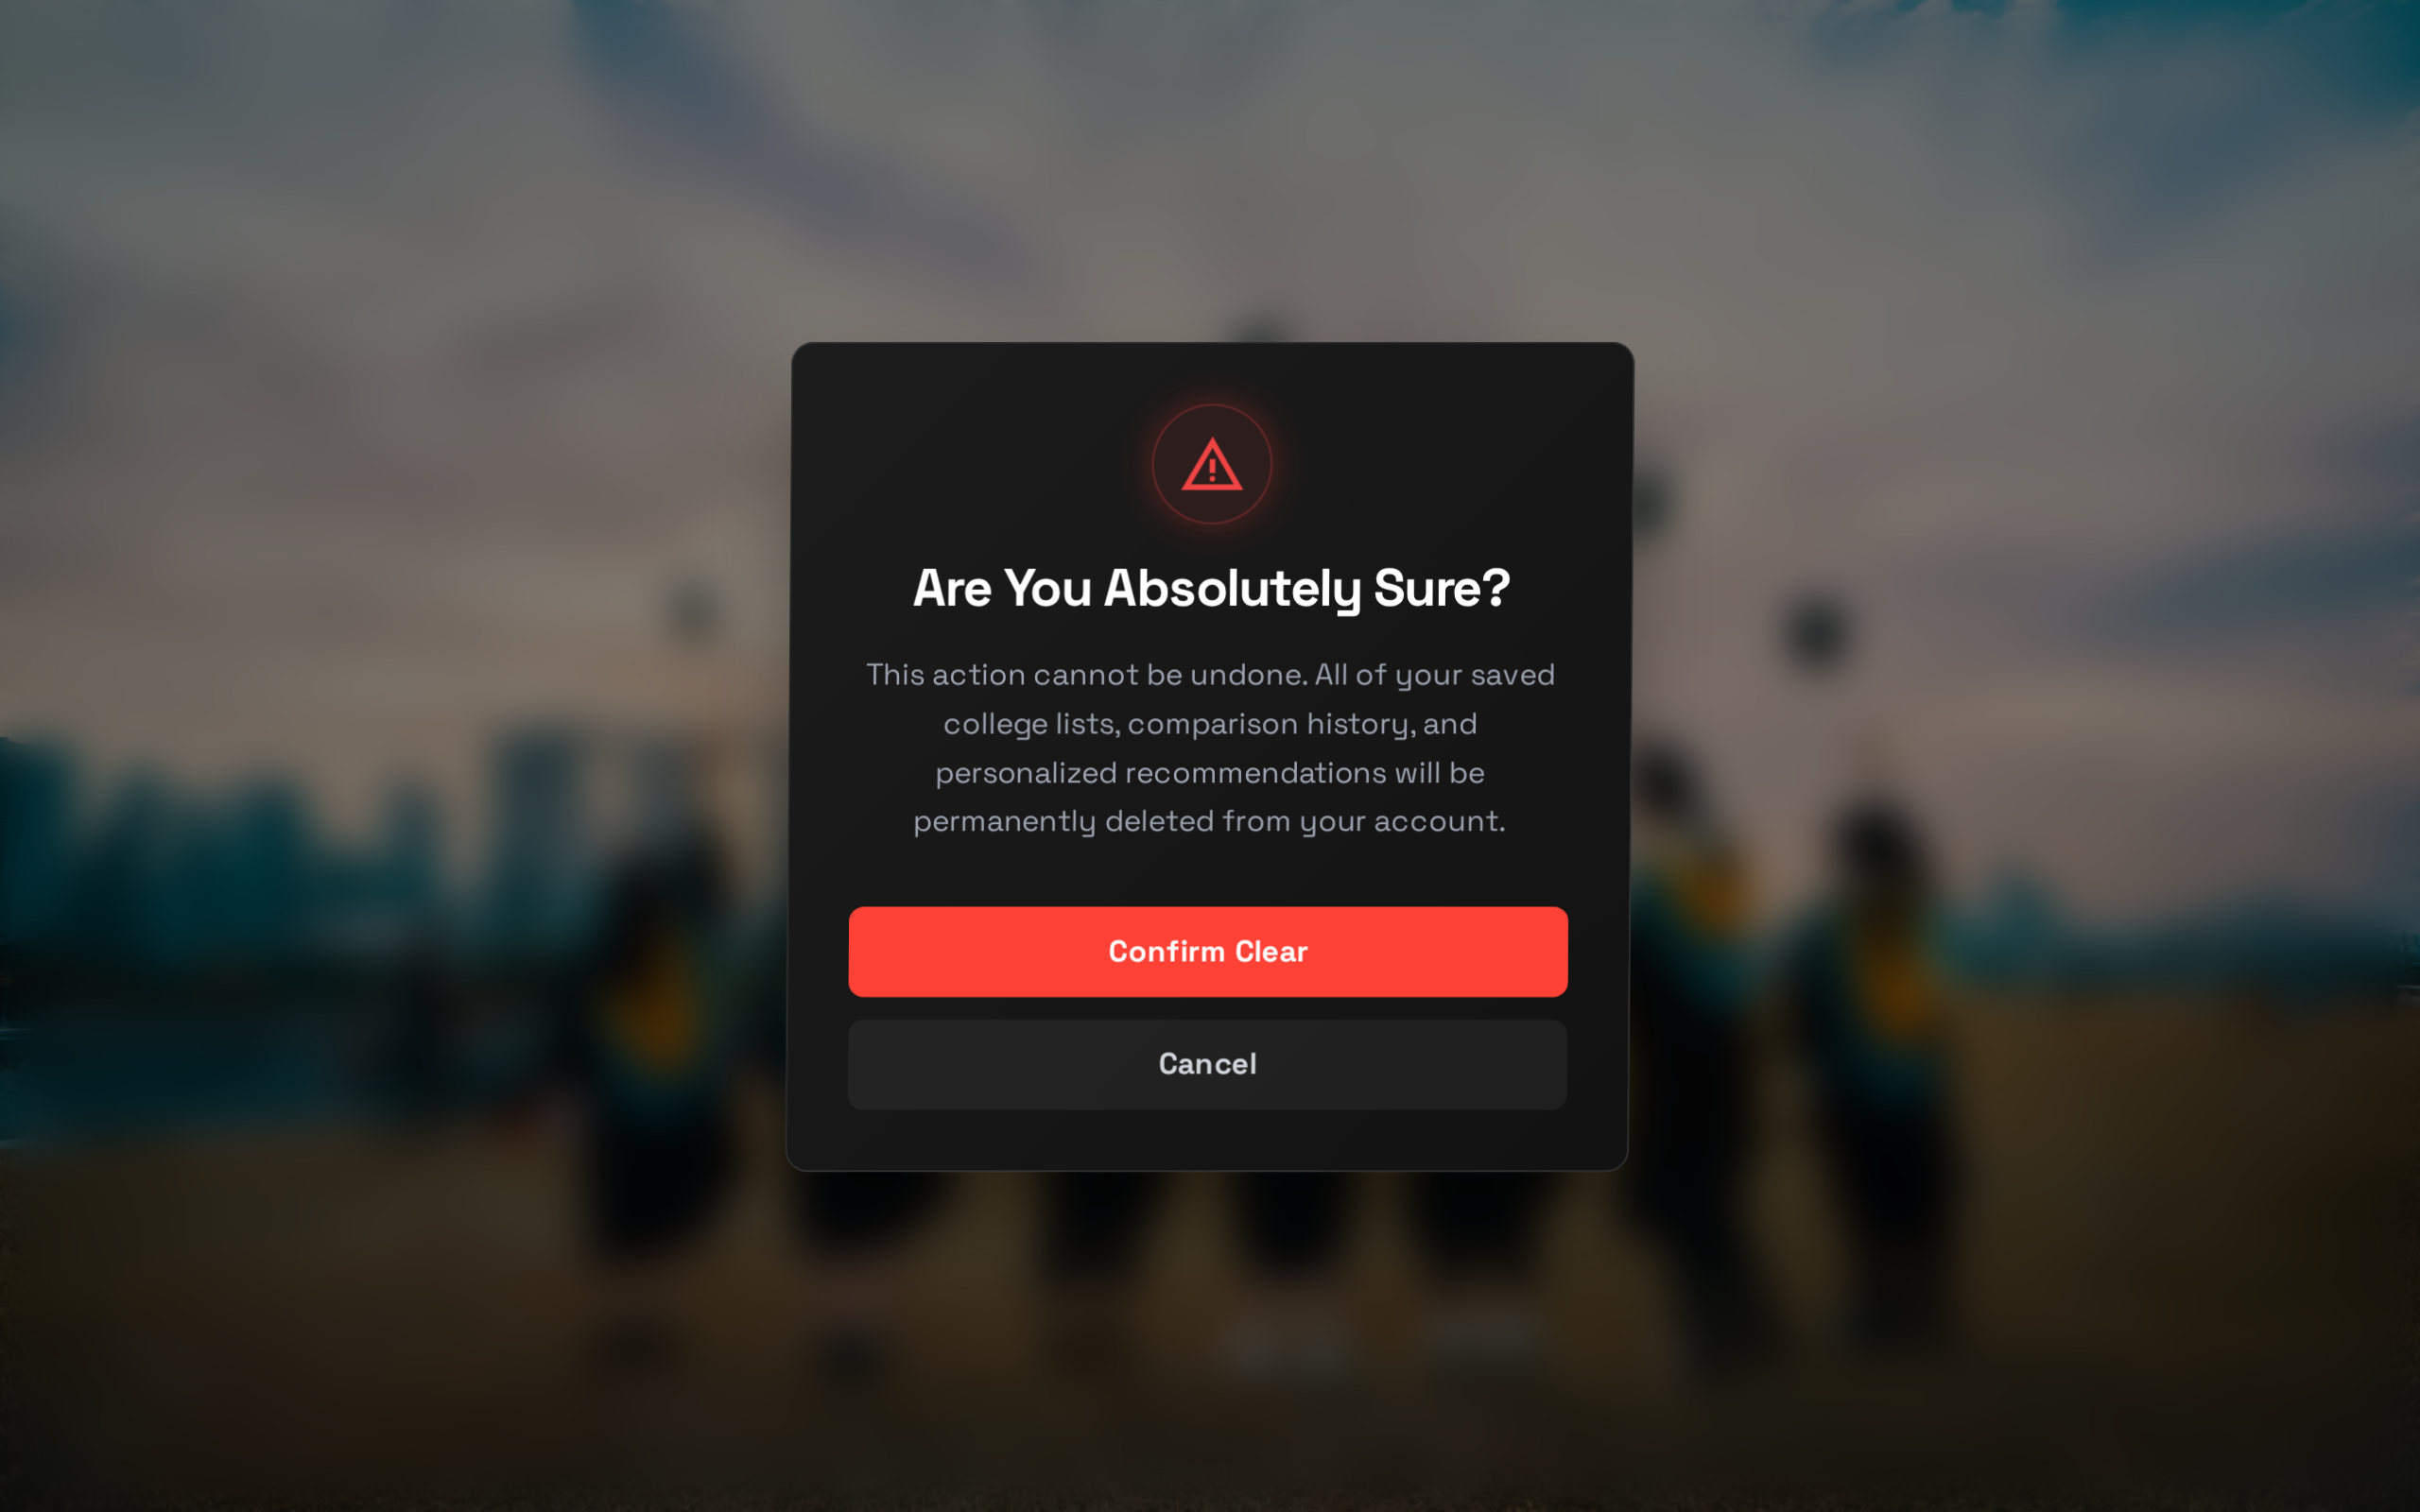 Are You Absolutely Sure?
This action cannot be undone. All of your saved
college lists, comparison history, and
personalized recommendations will be
permanently deleted from your account.
Confirm Clear
Cancel